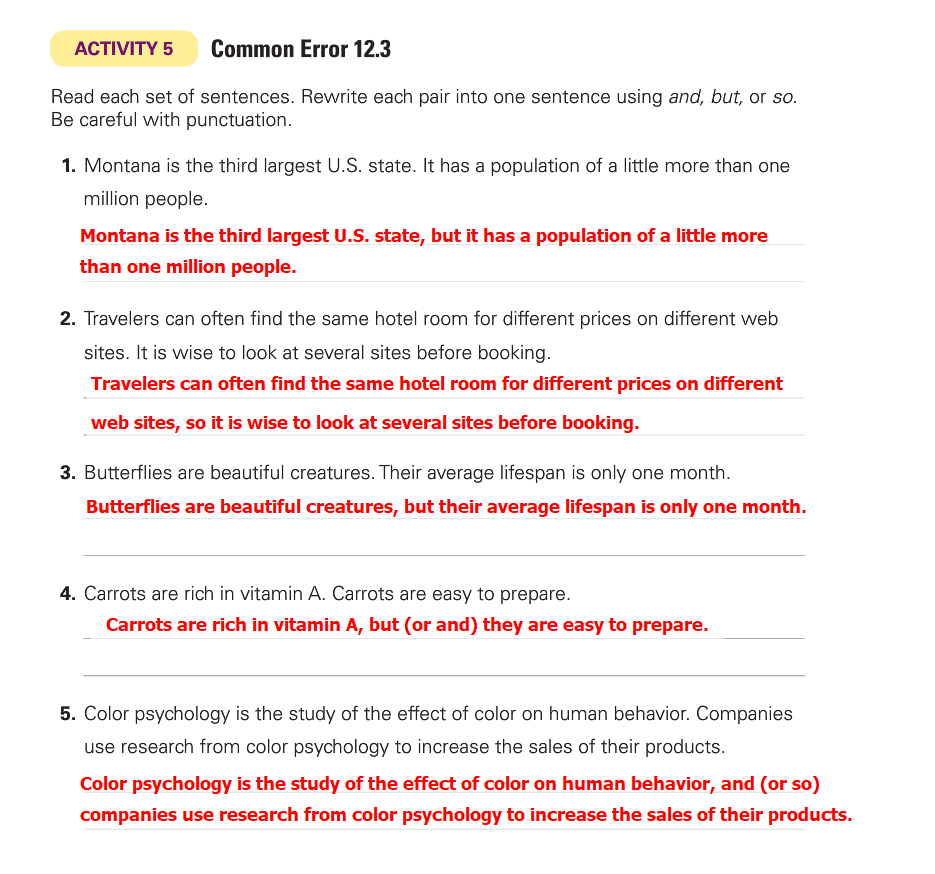 ACTIVITY 5 Common Error 12.3
Read each set of sentences. Rewrite each pair into one sentence using and, but, or so.
Be careful with punctuation.
1. Montana is the third largest U.S. state. It has a population of a little more than one
million people.
Montana is the third largest U.S. state, but it has a population of a little more
than one million people.
2. Travelers can often find the same hotel room for different prices on different web
sites. It is wise to look at several sites before booking.
Travelers can often find the same hotel room for different prices on different
web sites, so it is wise to look at several sites before booking.
3. Butterflies are beautiful creatures. Their average lifespan is only one month.
Butterflies are beautiful creatures, but their average lifespan is only one month.
4. Carrots are rich in vitamin A. Carrots are easy to prepare.
Carrots are rich in vitamin A, but (or and) they are easy to prepare.
5. Color psychology is the study of the effect of color on human behavior. Companies
use research from color psychology to increase the sales of their products.
Color psychology is the study of the effect of color on human behavior, and (or so)
companies use research from color psychology to increase the sales of their products.